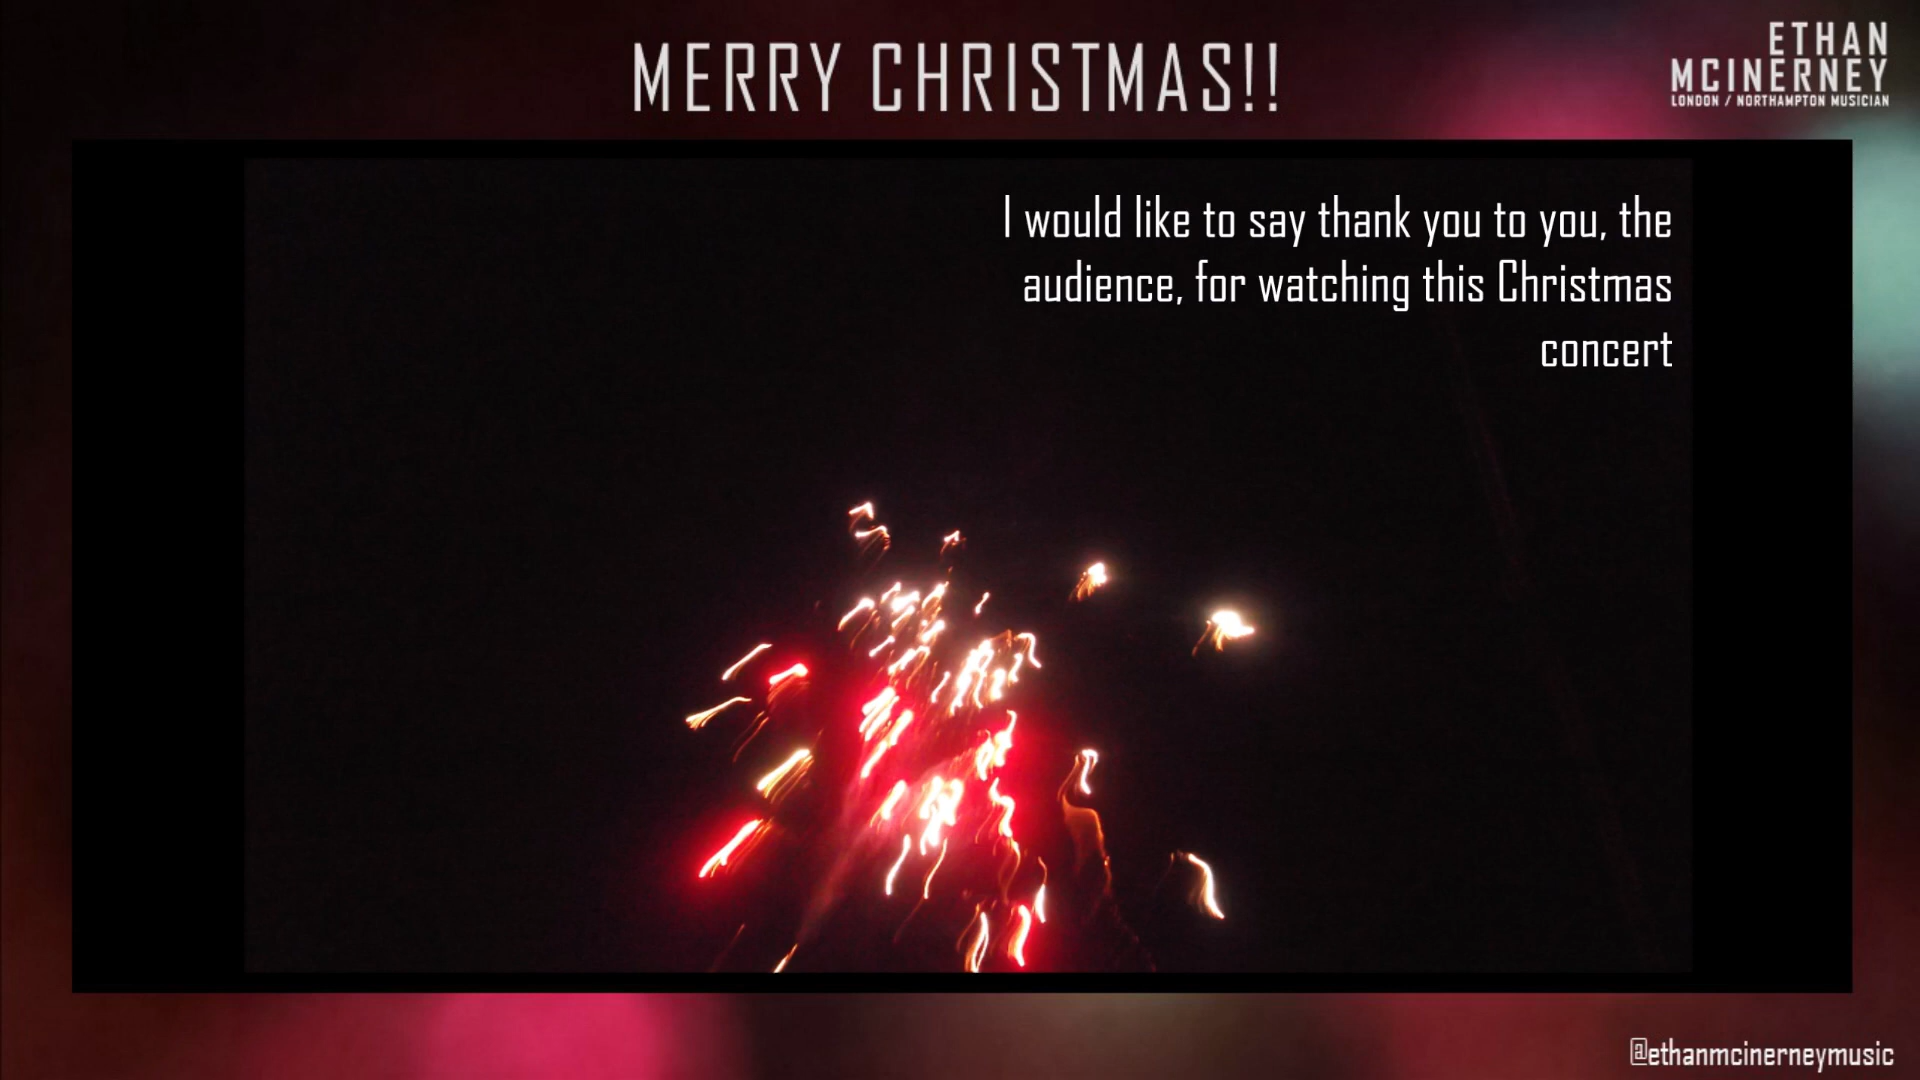 MERRY CHRISTMAS!!
ETHAN
MCINERNEY
LONDON / NORTHAMPTON MUSICIAN
I would like to say thank you to you, the
audience, for watching this Christmas
concert
@ethanmcinerneymusic